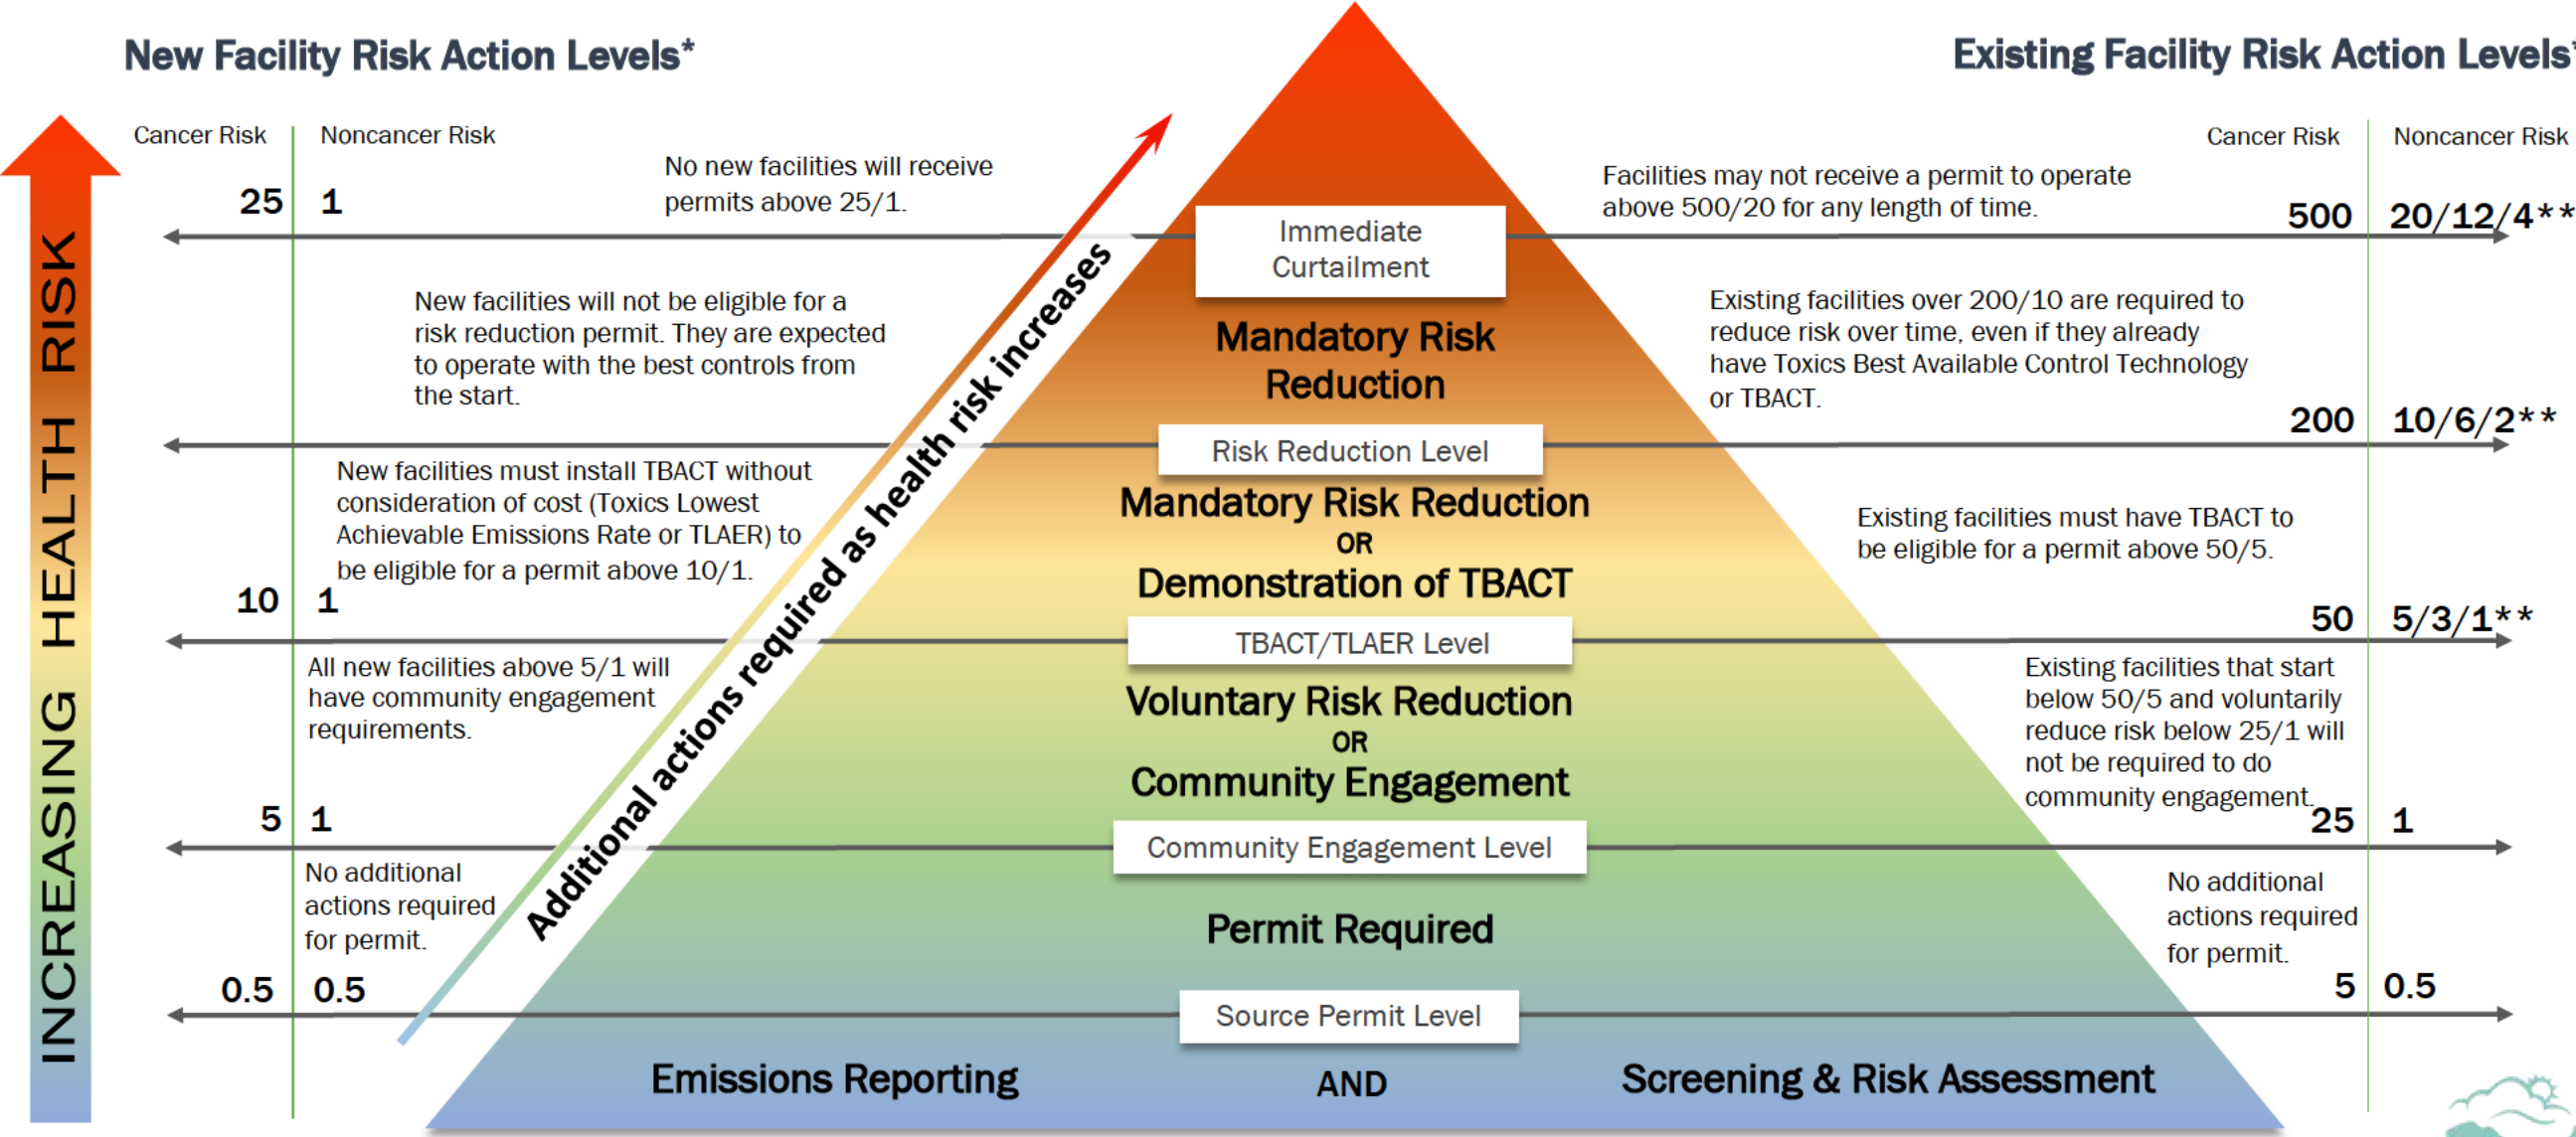 New Facility Risk Action Levels*
Existing Facility Risk Action Levels*
INCREASING HEALTH RISK
Cancer Risk
Noncancer Risk
25
1
No new facilities will receive
permits above 25/1.
New facilities will not be eligible for a
risk reduction permit. They are expected
to operate with the best controls from
the start.
New facilities must install TBACT without
consideration of cost (Toxics Lowest
Achievable Emissions Rate or TLAER) to
be eligible for a permit above 10/1.
10
1
All new facilities above 5/1 will
have community engagement
requirements.
5
1
No additional
actions required
for permit.
0.5
0.5
Additional actions required as health risk increases
Immediate
Curtailment
Mandatory Risk
Reduction
Risk Reduction Level
Mandatory Risk Reduction
OR
Demonstration of TBACT
TBACT/TLAER Level
Voluntary Risk Reduction
OR
Community Engagement
Community Engagement Level
Permit Required
Source Permit Level
Emissions Reporting
AND
Screening & Risk Assessment
Cancer Risk
Noncancer Risk
Facilities may not receive a permit to operate
above 500/20 for any length of time.
500
20/12/4**
Existing facilities over 200/10 are required to
reduce risk over time, even if they already
have Toxics Best Available Control Technology
or TBACT.
200
10/6/2**
Existing facilities must have TBACT to
be eligible for a permit above 50/5.
50
5/3/1**
Existing facilities that start
below 50/5 and voluntarily
reduce risk below 25/1 will
not be required to do
community engagement.
25
1
No additional
actions required
for permit.
5
0.5